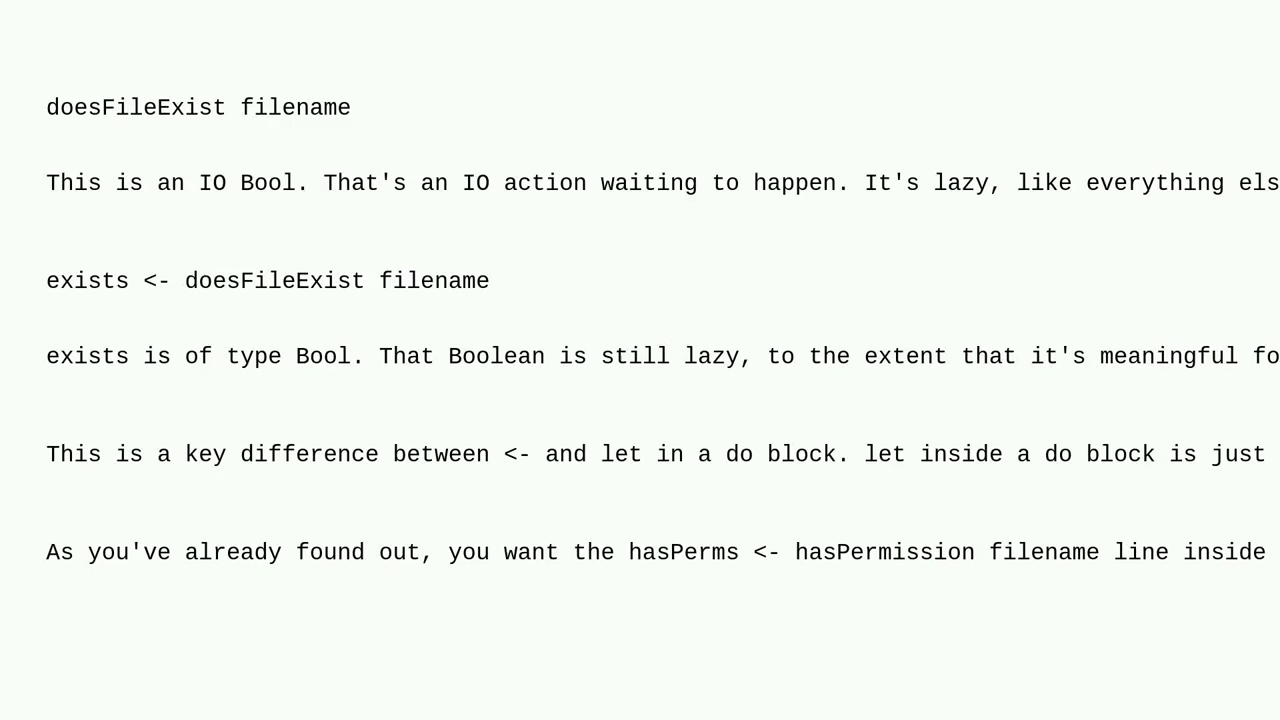 doesFileExist filename
This is an IO Bool. That's an IO action waiting to happen. It's lazy, like everything els
exists <- doesFileExist filename
exists is of type Bool. That Boolean is still lazy, to the extent that it's meaningful fo
This is a key difference between <- and let in a do block. let inside a do block is just
As you've already found out, you want the hasPerms <- hasPermission filename line inside